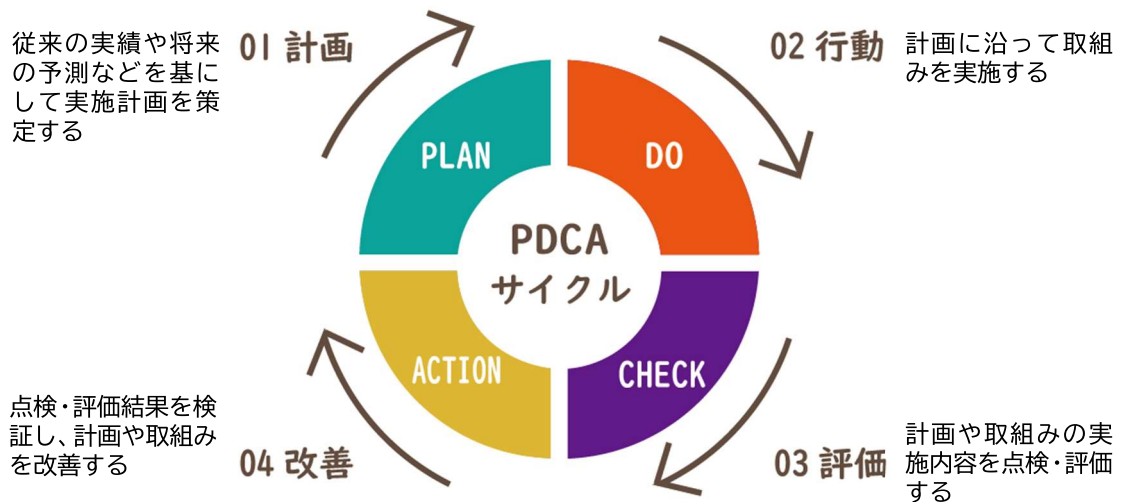 01 計画
従来の実績や将来
の予測などを基に
して実施計画を策
定する
02 行動
計画に沿って取組
みを実施する
PLAN
DO
PDCA
サイクル
ACTION
CHECK
04 改善
点検・評価結果を検
証し、計画や取組み
を改善する
03 評価
計画や取組みの実
施内容を点検・評価
する